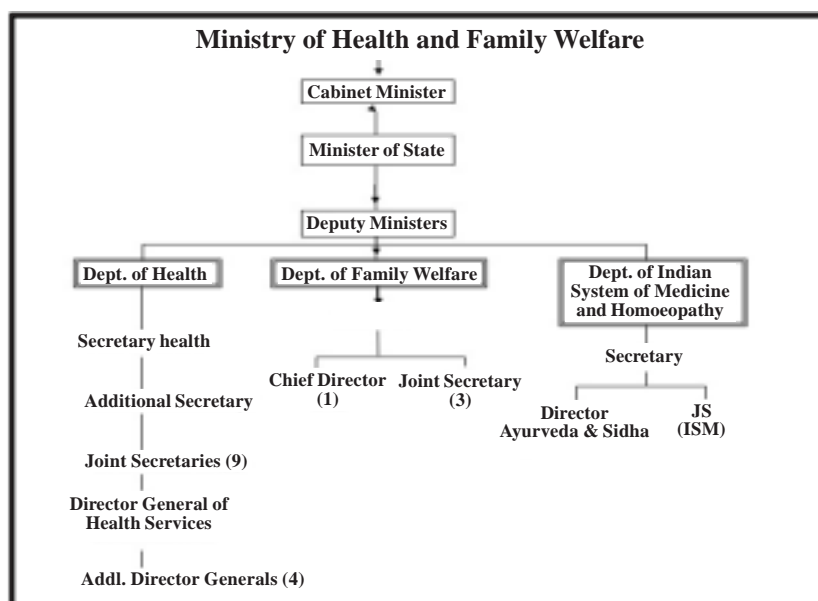 Ministry of Health and Family Welfare
Cabinet Minister
Minister of State
Deputy Ministers
Dept. of Health
Secretary health
Additional Secretary
Joint Secretaries (9)
Director General of
Health Services
Addl. Director Generals (4)
Dept. of Family Welfare
Chief Director
(1)
Joint Secretary
(3)
Dept. of Indian
System of Medicine
and Homoeopathy
Secretary
Director
Ayurveda & Sidha
JS
(ISM)